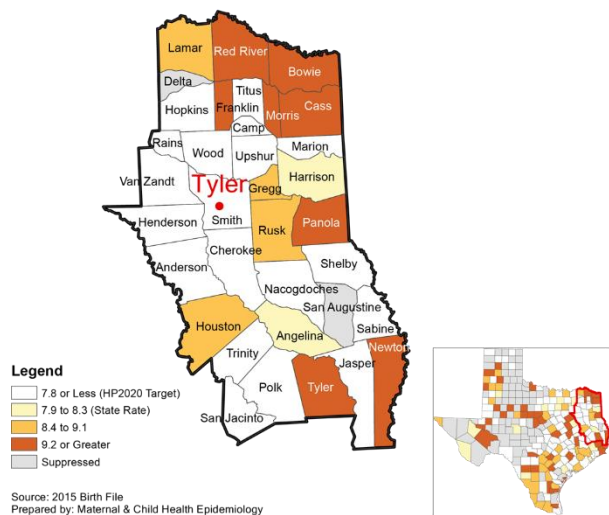 Lamar
Red River
Bowie
Delta
Titus
Hopkins
Franklin
Morris
Cass
Camp
Rains
Wood
Upshur
Marion
Van Zandt
Tyler
Gregg
Harrison
Smith
Henderson
Rusk
Panola
Cherokee
Anderson
Shelby
Nacogdoches
San Augustine
Houston
Angelina
Sabine
Newton
Trinity
Jasper
Polk
Tyler
San Jacinto
Legend
7.8 or Less (HP2020 Target)
7.9 to 8.3 (State Rate)
8.4 to 9.1
9.2 or Greater
Suppressed
Source: 2015 Birth File
Prepared by: Maternal & Child Health Epidemiology